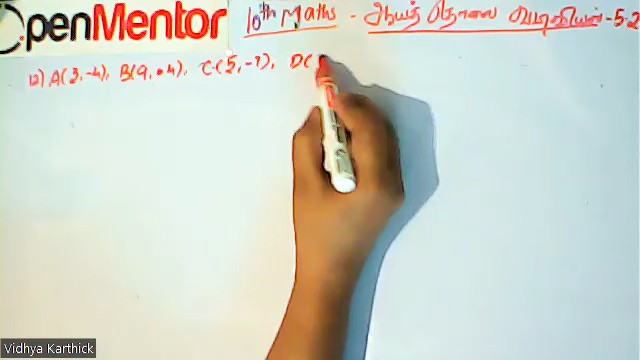 OpenMentor
10th Maths - ஆயத்தொலை வடிவியல் - 5.2
12) A(3,-4), B(9,-4), C(5,-7), D(
Vidhya Karthick